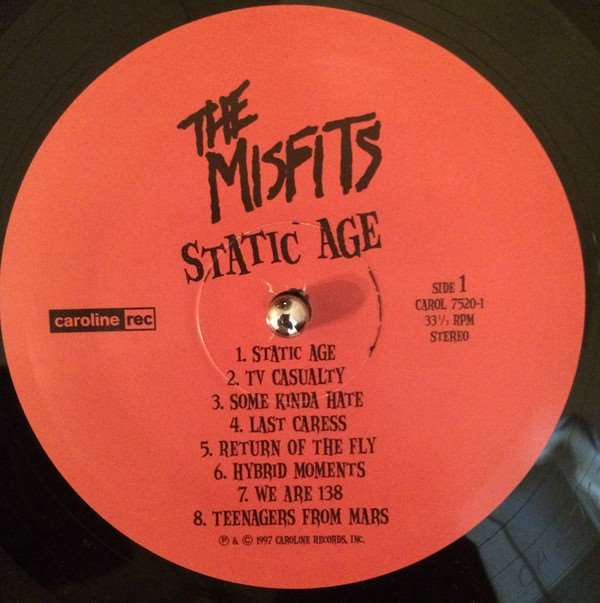 THE
MISFITS
STATIC AGE
caroline rec
SIDE 1
CAROL 7520-1
33⅓ RPM
STEREO
1. STATIC AGE
2. TV CASUALTY
3. SOME KINDA HATE
4. LAST CARESS
5. RETURN OF THE FLY
6. HYBRID MOMENTS
7. WE ARE 138
8. TEENAGERS FROM MARS
℗ & © 1997 CAROLINE RECORDS, INC.